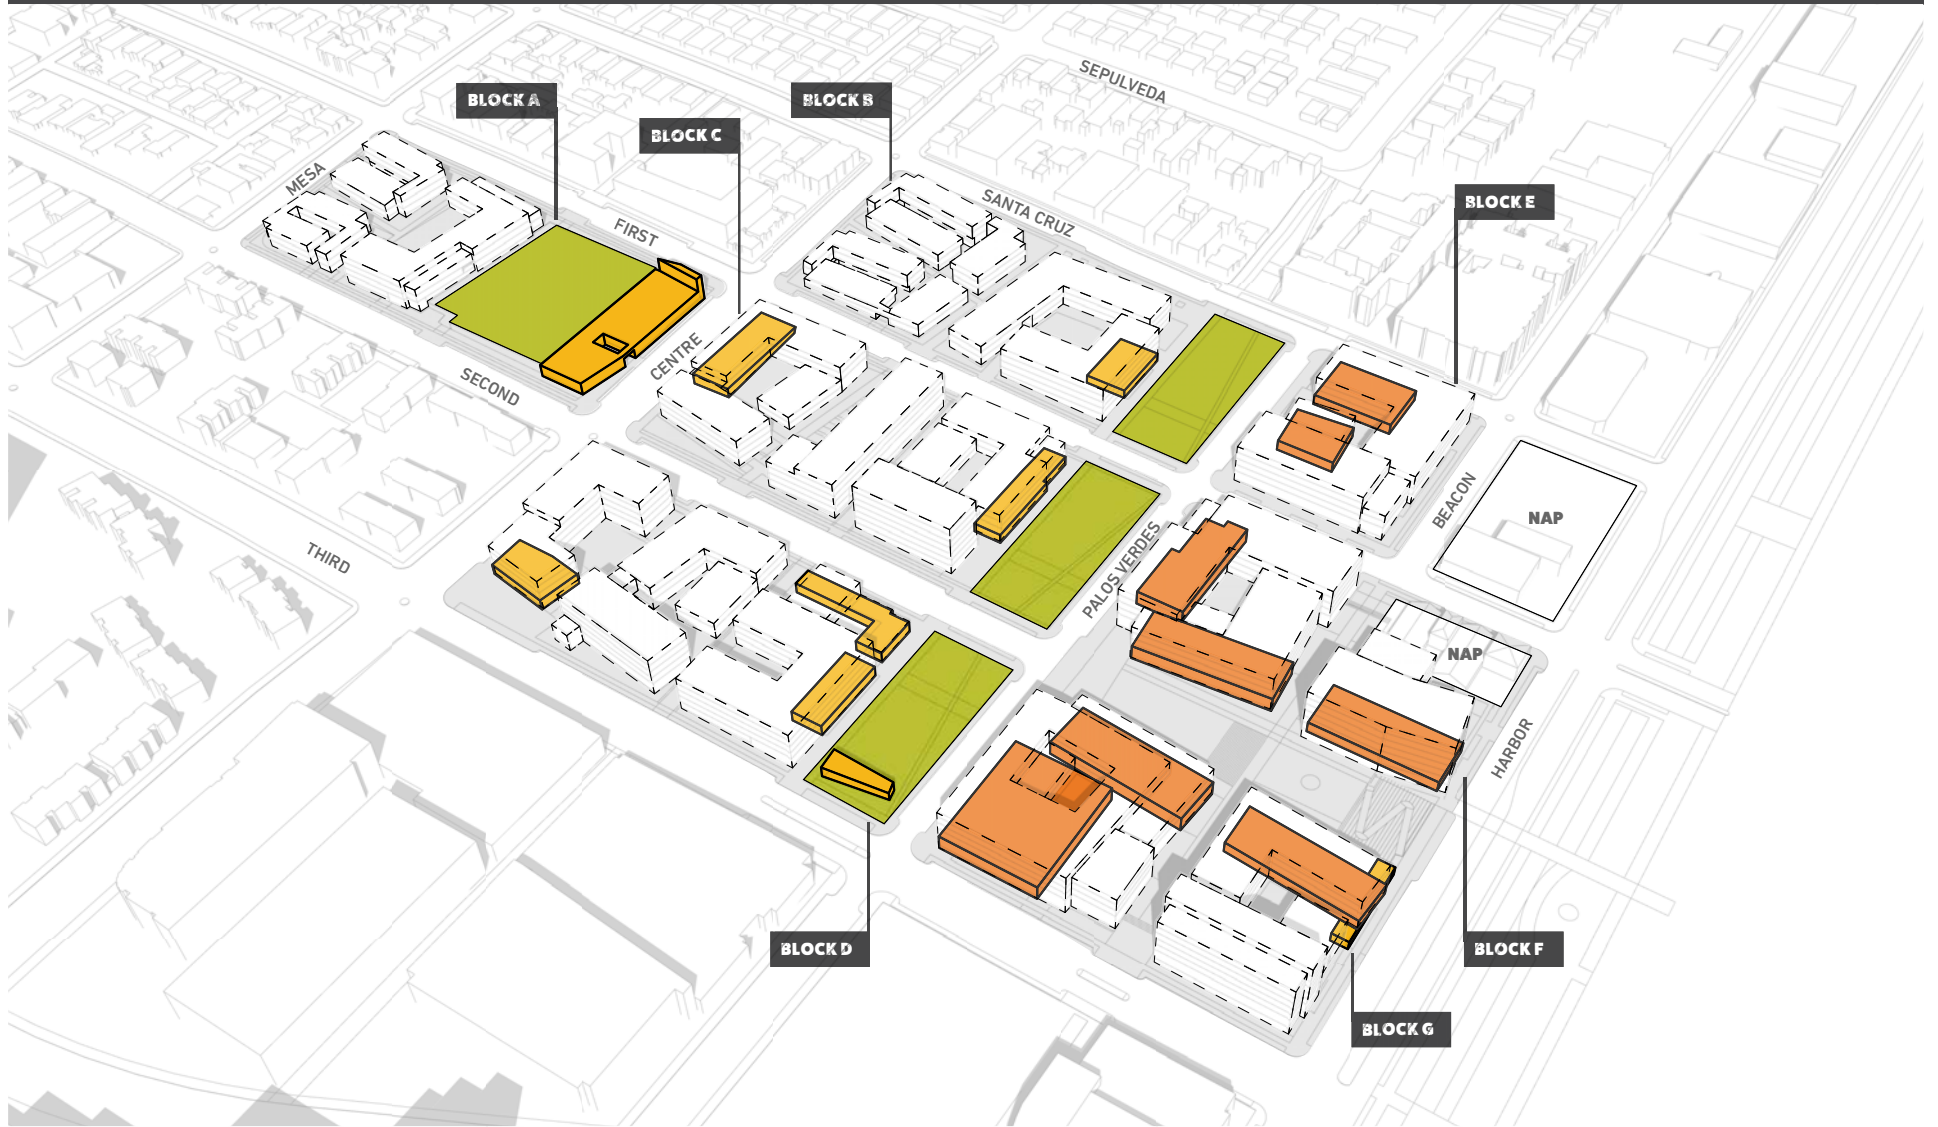 SEPULVEDA
BLOCK A
BLOCK B
BLOCK C
MESA
SANTA CRUZ
BLOCK E
FIRST
CENTRE
SECOND
BEACON
NAP
THIRD
PALOS VERDES
NAP
HARBOR
BLOCK D
BLOCK F
BLOCK G